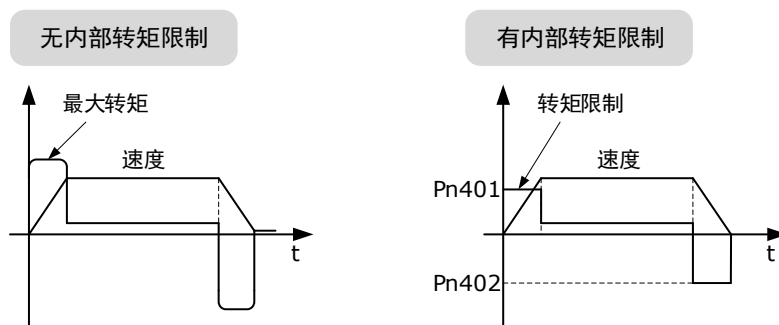 无内部转矩限制
有内部转矩限制
最大转矩
速度
t
转矩限制
速度
Pn401
Pn402
t